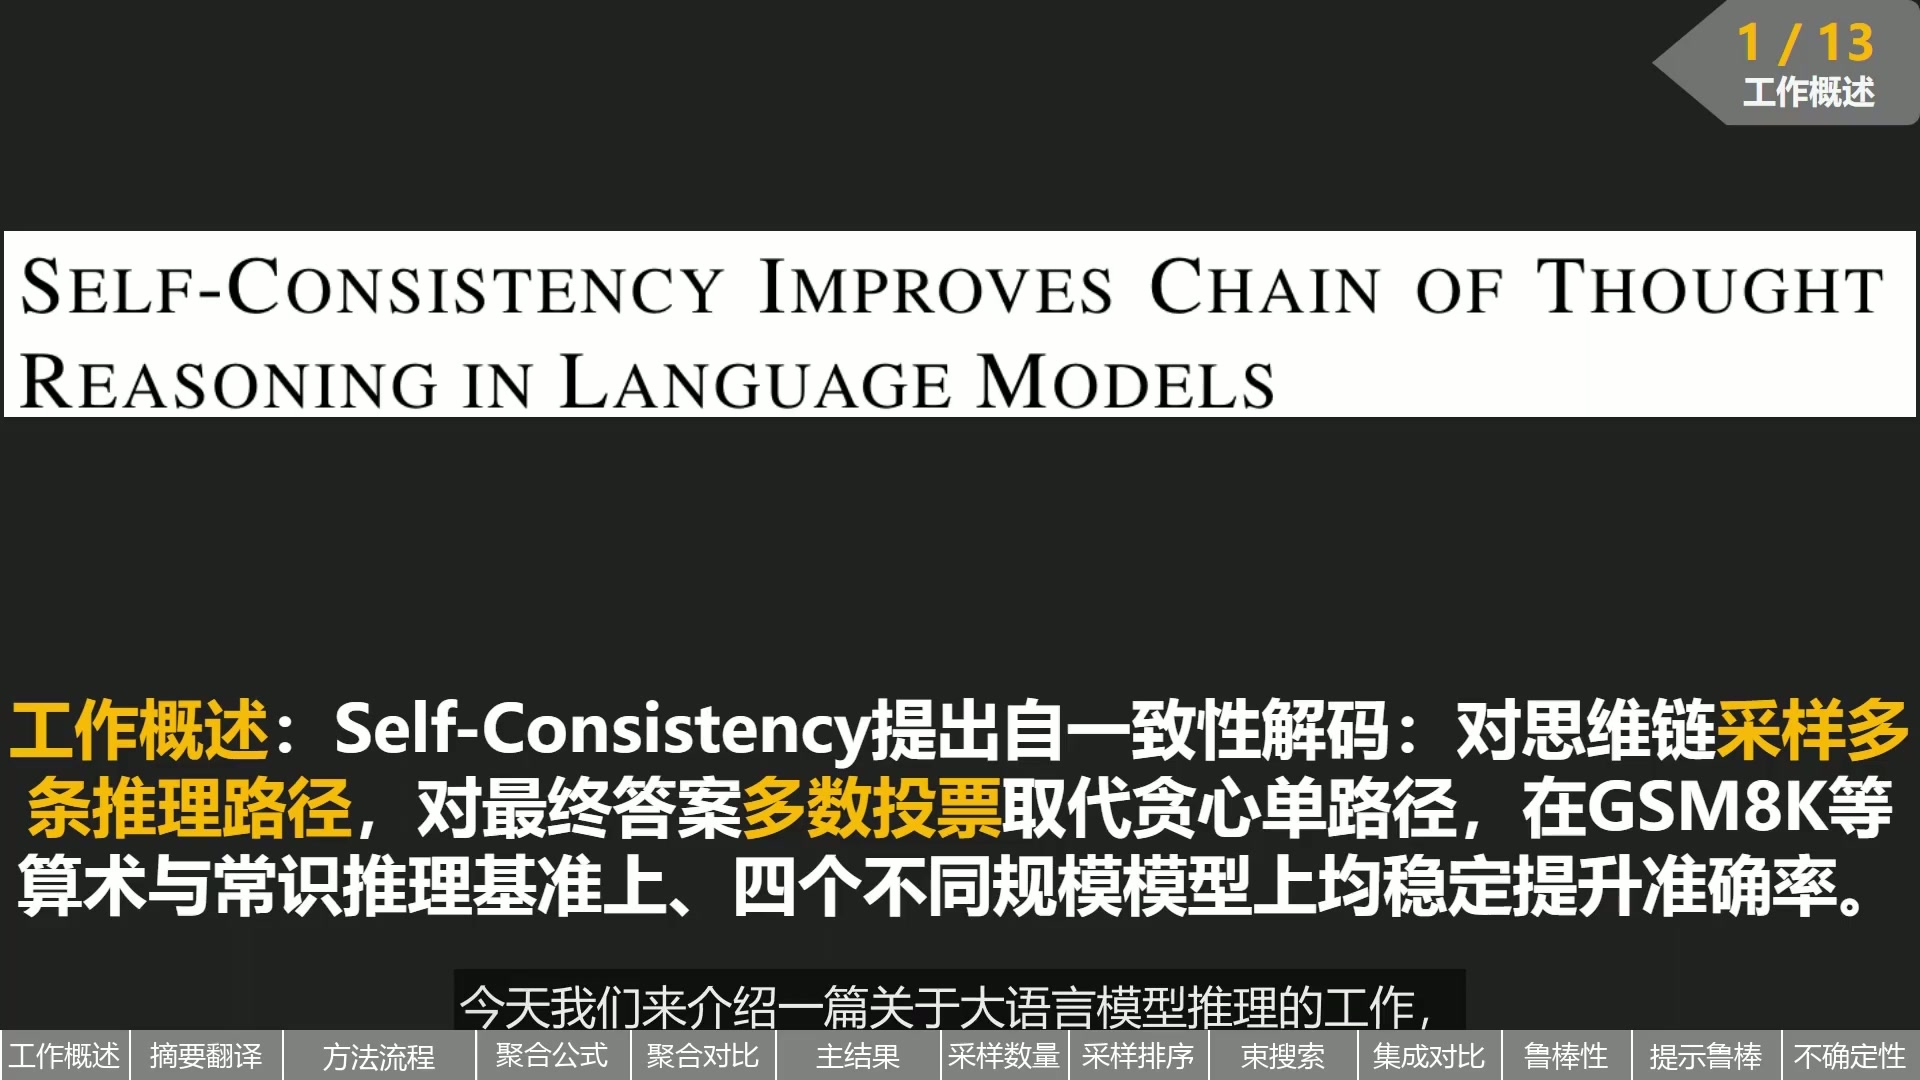 1 / 13
工作概述
SELF-CONSISTENCY IMPROVES CHAIN OF THOUGHT
REASONING IN LANGUAGE MODELS
工作概述：Self-Consistency提出自一致性解码：对思维链采样多
条推理路径，对最终答案多数投票取代贪心单路径，在GSM8K等
算术与常识推理基准上、四个不同规模模型上均稳定提升准确率。
今天我们来介绍一篇关于大语言模型推理的工作，
工作概述 摘要翻译 方法流程 聚合公式 聚合对比 主结果 采样数量 采样排序 束搜索 集成对比 鲁棒性 提示鲁棒 不确定性